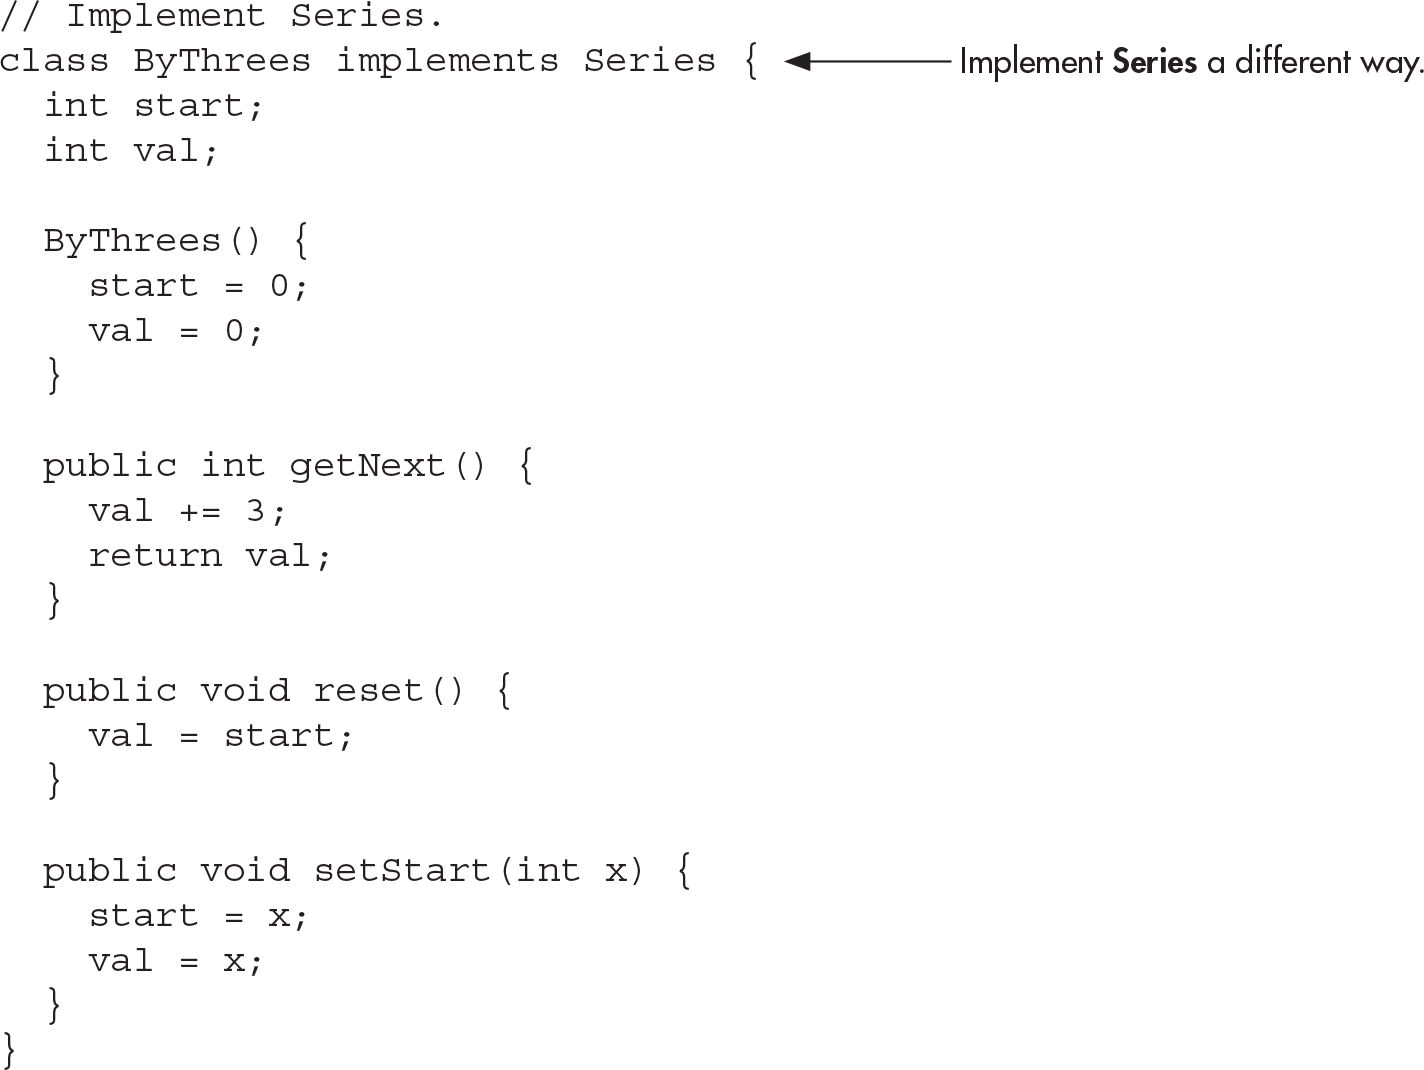 // Implement Series.
class ByThrees implements Series { Implement Series a different way.
  int start;
  int val;

  ByThrees() {
    start = 0;
    val = 0;
  }

  public int getNext() {
    val += 3;
    return val;
  }

  public void reset() {
    val = start;
  }

  public void setStart(int x) {
    start = x;
    val = x;
  }
}